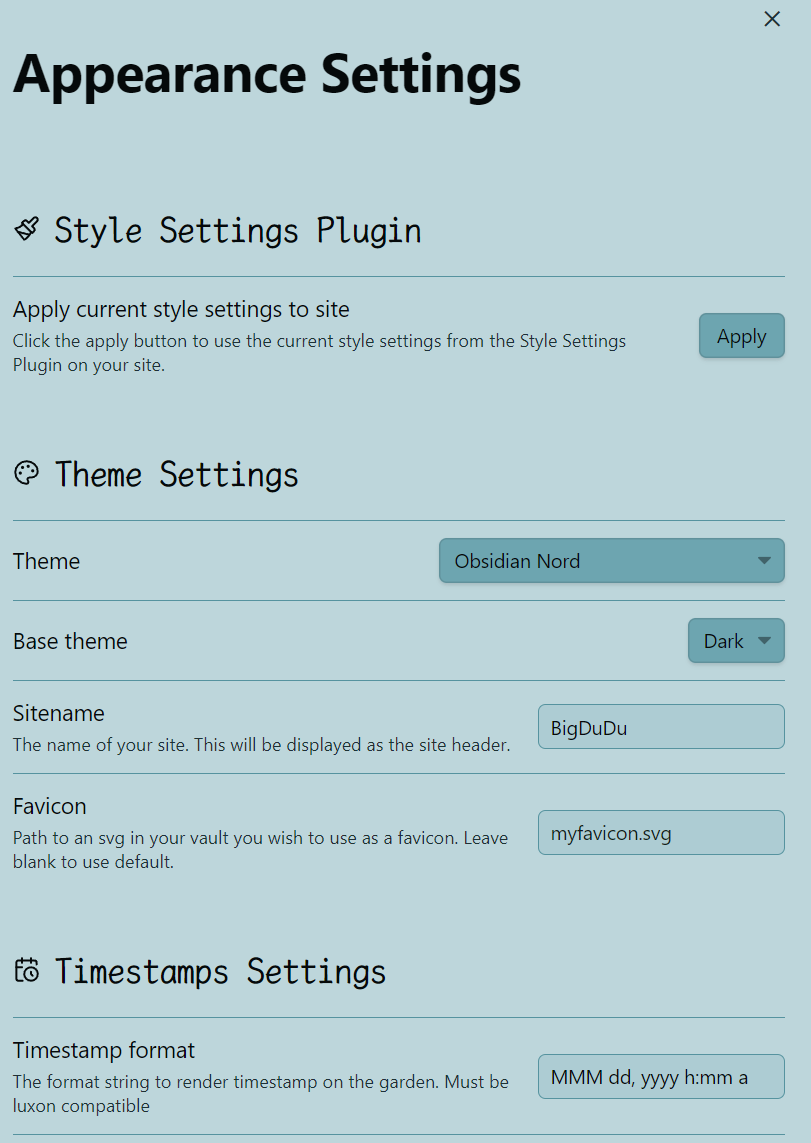 Appearance Settings
Style Settings Plugin
Apply current style settings to site
Click the apply button to use the current style settings from the Style Settings
Plugin on your site.
Apply
Theme Settings
Theme
Obsidian Nord
Base theme
Dark
Sitename
The name of your site. This will be displayed as the site header.
BigDuDu
Favicon
Path to an svg in your vault you wish to use as a favicon. Leave
blank to use default.
myfavicon.svg
Timestamps Settings
Timestamp format
The format string to render timestamp on the garden. Must be
luxon compatible
MMM dd, yyyy h:mm a